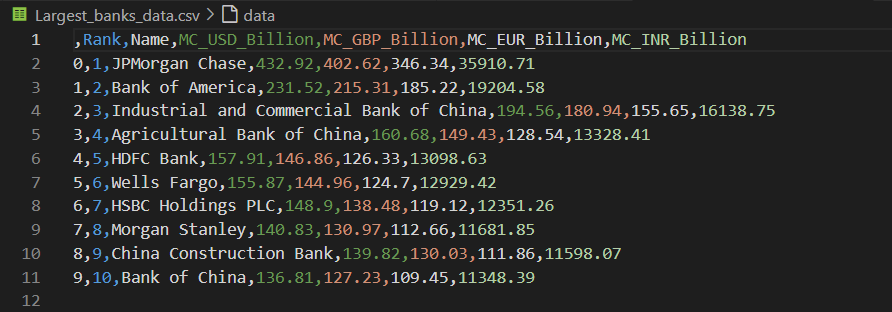 Largest_banks_data.csv > data
1 ,Rank,Name,MC_USD_Billion,MC_GBP_Billion,MC_EUR_Billion,MC_INR_Billion
2 0,1,JPMorgan Chase,432.92,402.62,346.34,35910.71
3 1,2,Bank of America,231.52,215.31,185.22,19204.58
4 2,3,Industrial and Commercial Bank of China,194.56,180.94,155.65,16138.75
5 3,4,Agricultural Bank of China,160.68,149.43,128.54,13328.41
6 4,5,HDFC Bank,157.91,146.86,126.33,13098.63
7 5,6,Wells Fargo,155.87,144.96,124.7,12929.42
8 6,7,HSBC Holdings PLC,148.9,138.48,119.12,12351.26
9 7,8,Morgan Stanley,140.83,130.97,112.66,11681.85
10 8,9,China Construction Bank,139.82,130.03,111.86,11598.07
11 9,10,Bank of China,136.81,127.23,109.45,11348.39
12